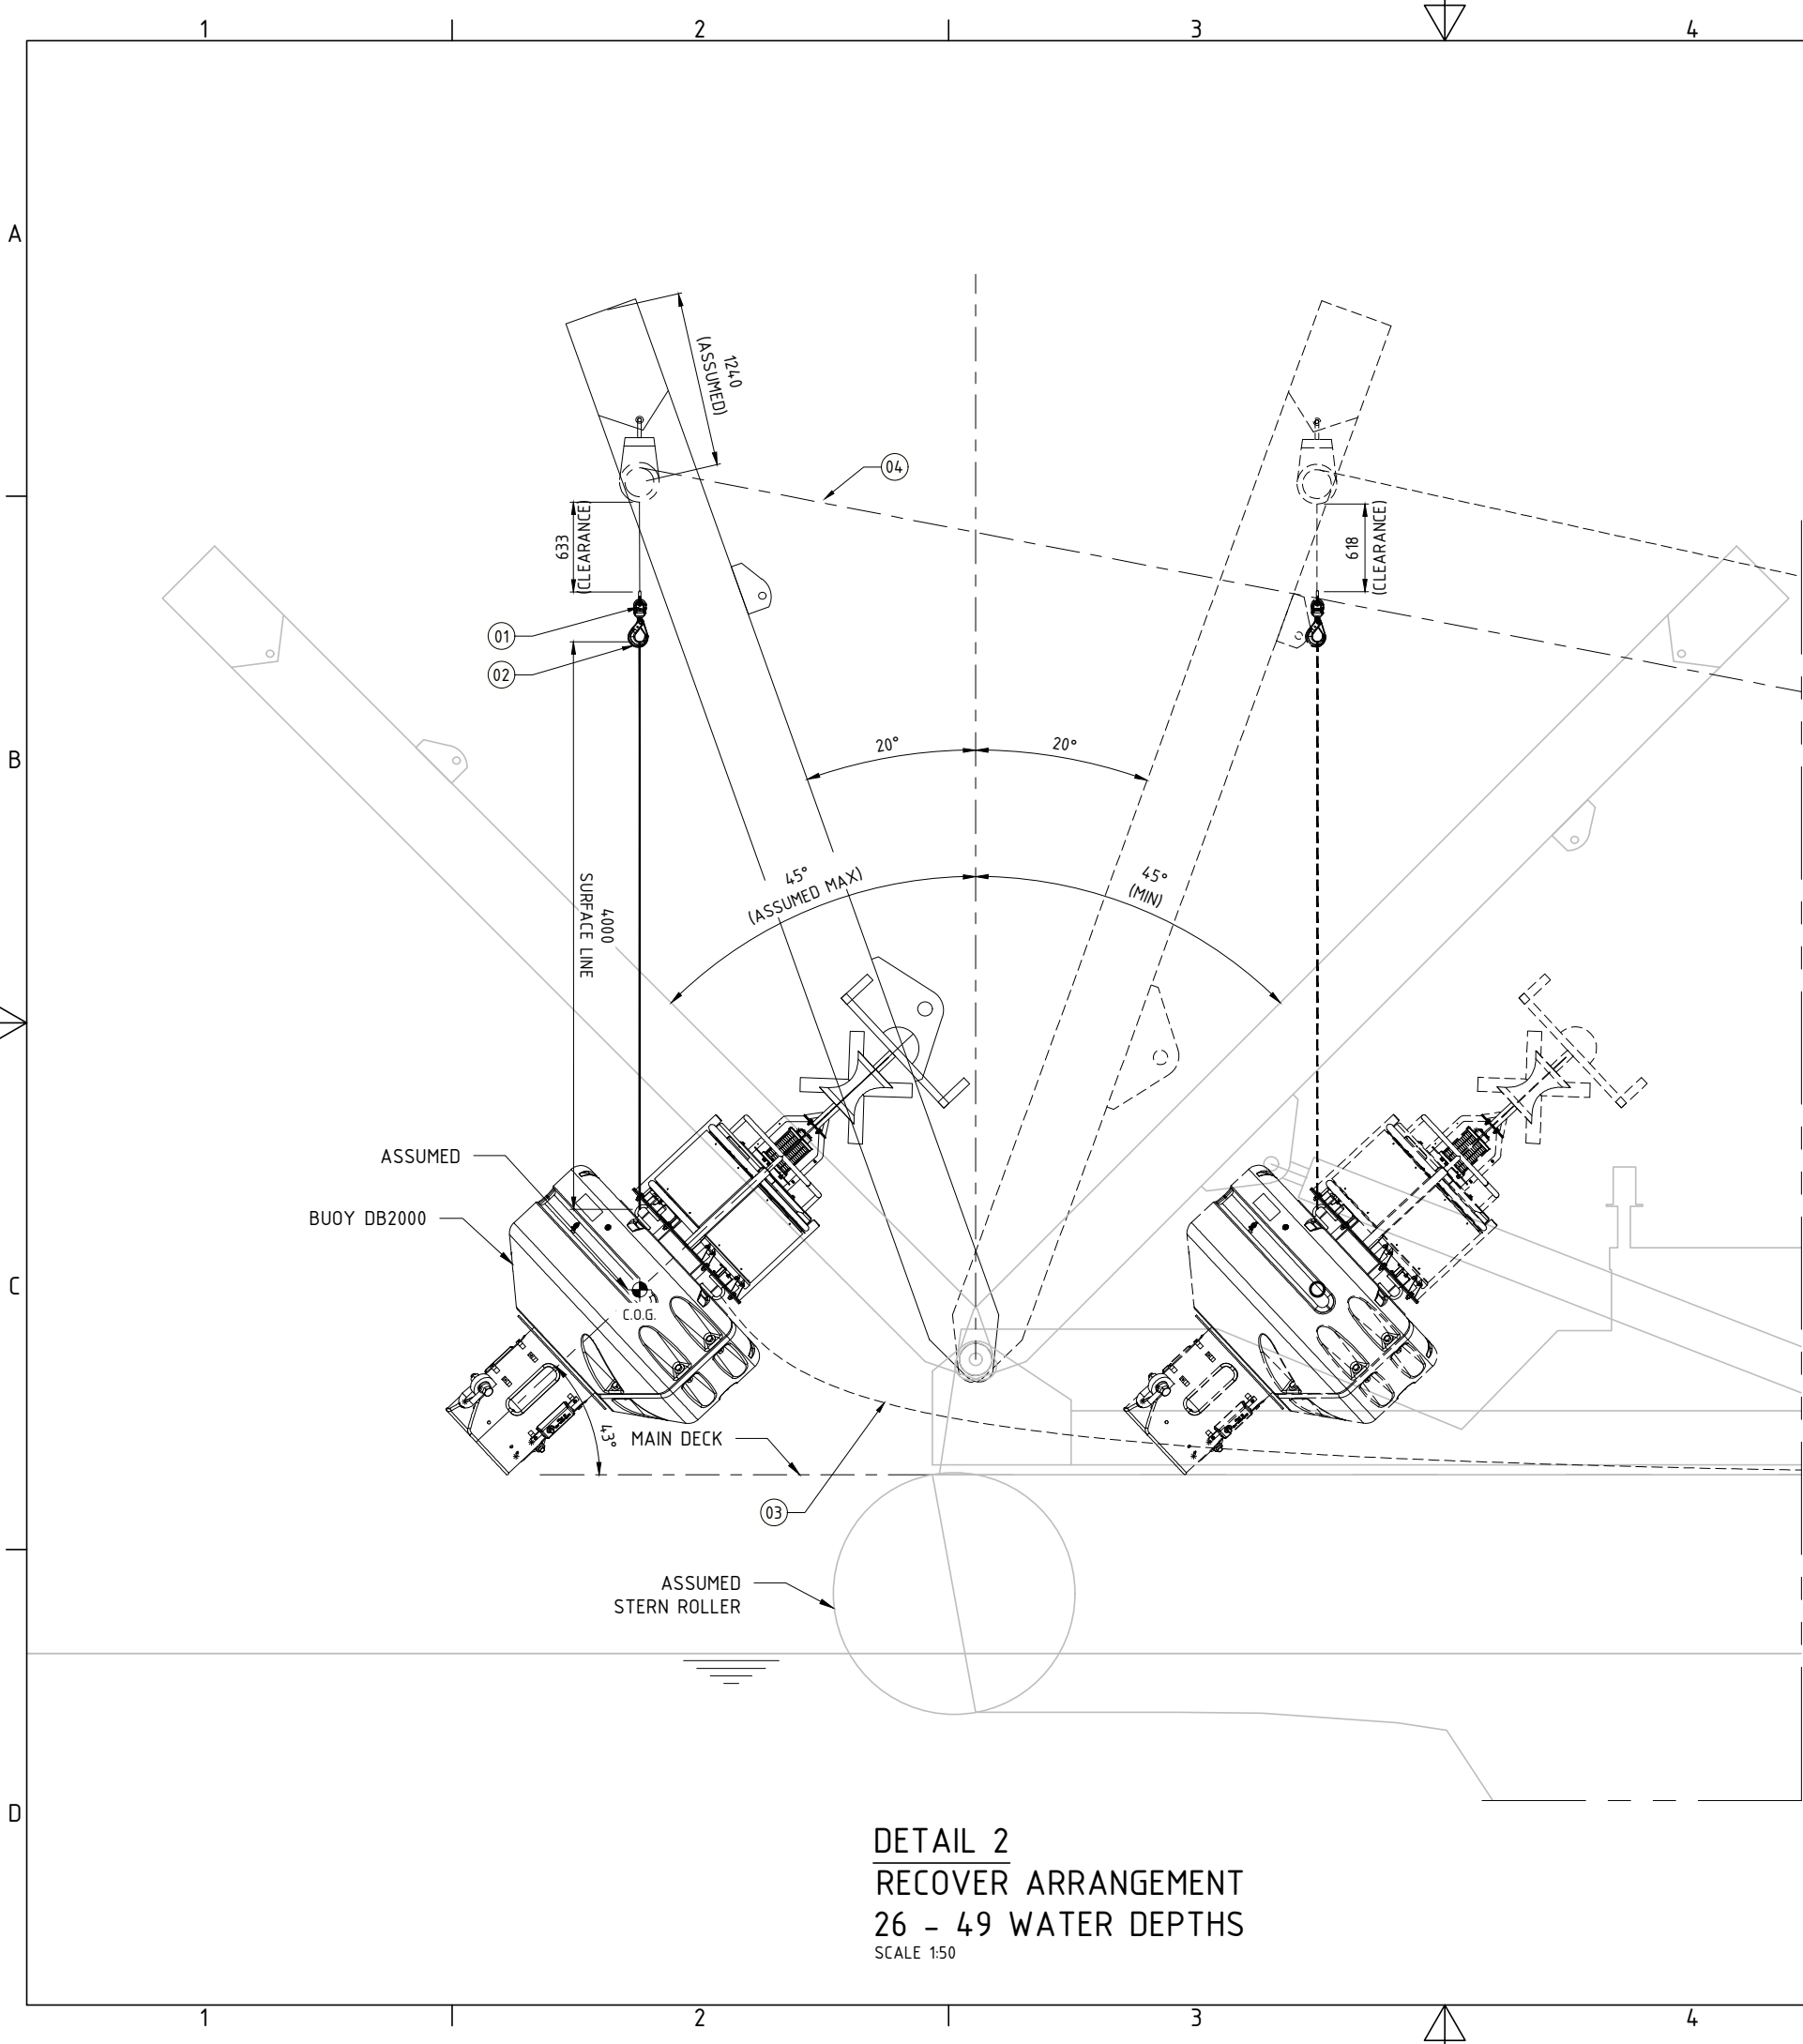 1 2 3 4
A
1240
(ASSUMED)
04
633
(CLEARANCE)
618
(CLEARANCE)
01
02
20° 20°
B
45°
(ASSUMED MAX)
45°
(MIN)
4000
SURFACE LINE
ASSUMED
BUOY DB2000
C
C.O.G.
43°
MAIN DECK
03
ASSUMED
STERN ROLLER
D
DETAIL 2
RECOVER ARRANGEMENT
26 - 49 WATER DEPTHS
SCALE 1:50
1 2 3 4